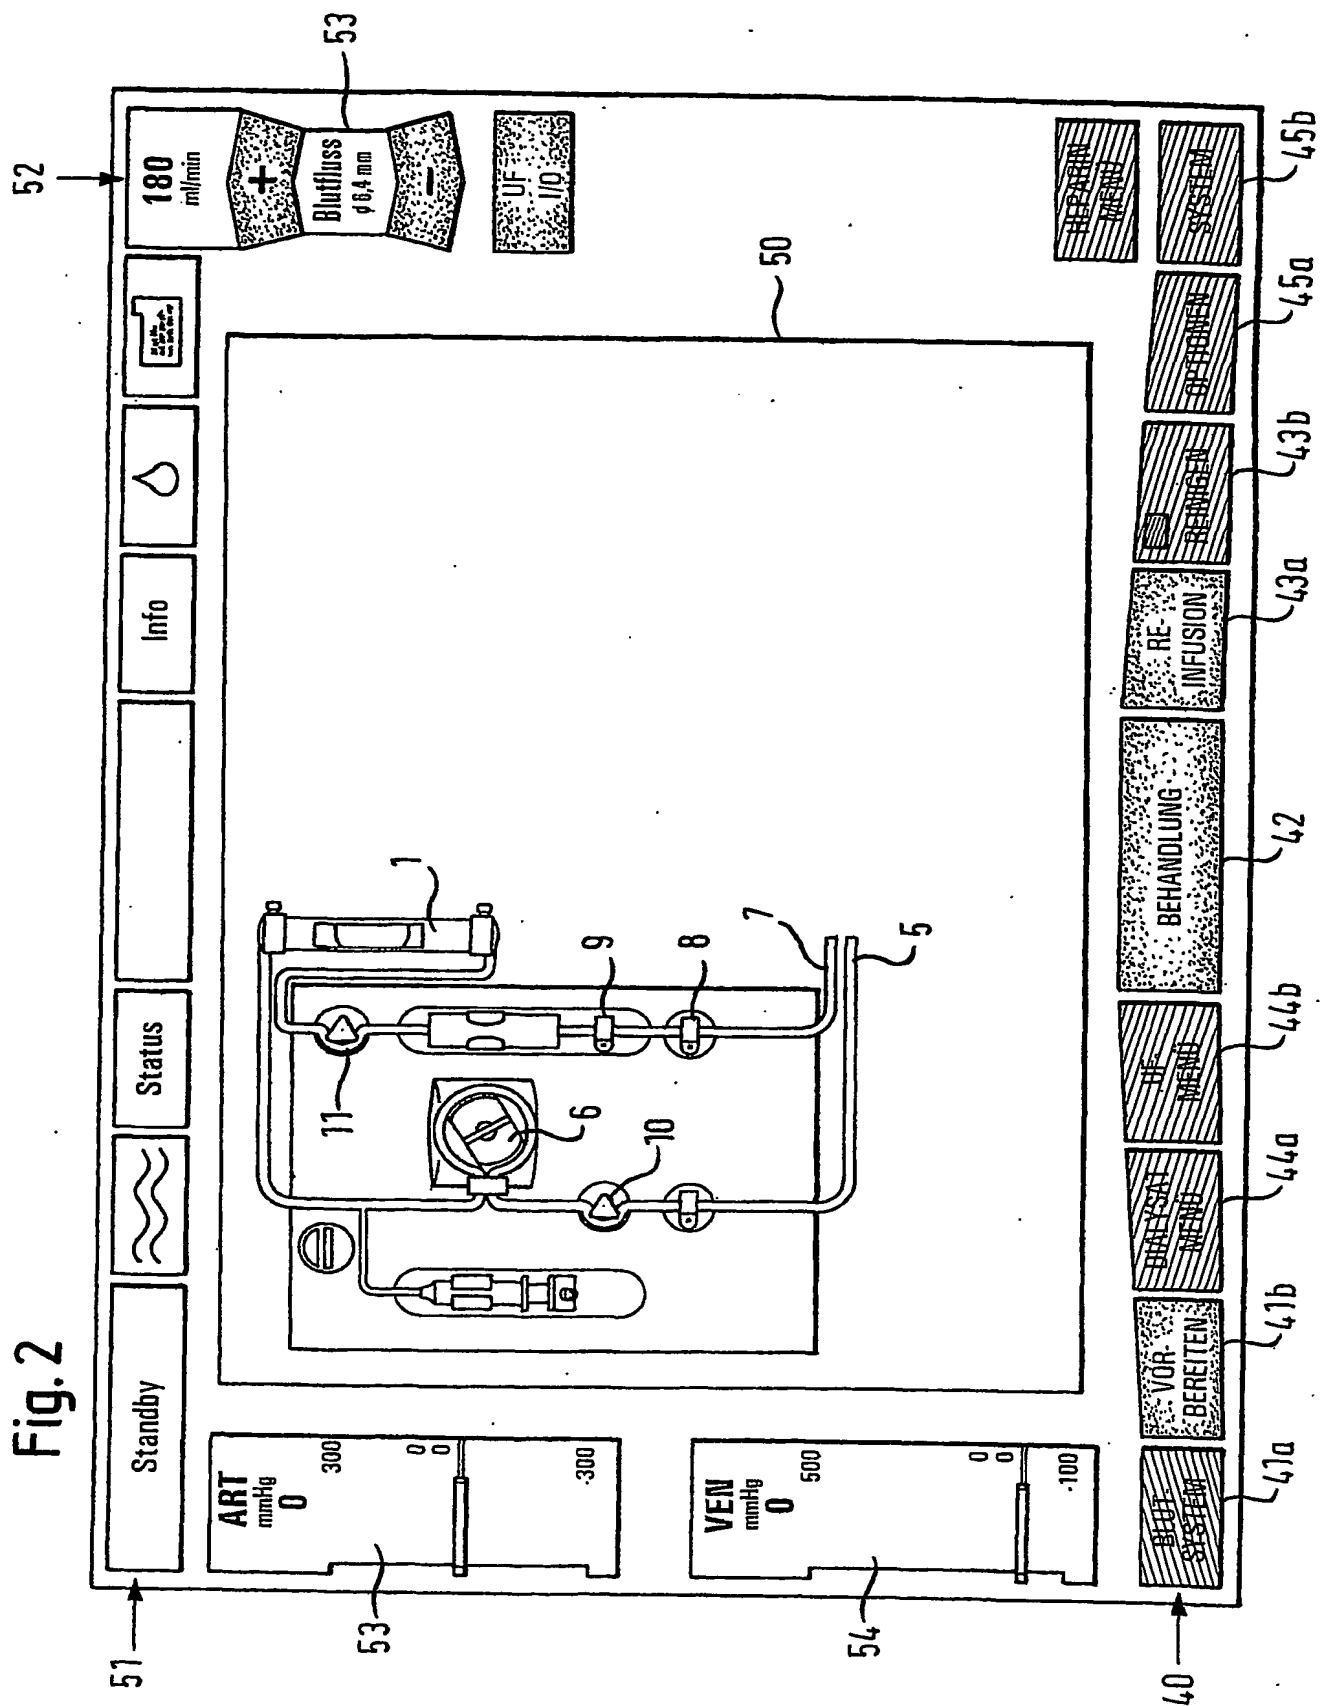 Fig. 2
51
Standby
Status
Info
52
180
ml/min
+
Blutfluss
φ 6,4 mm
-
53
UF
I/O
ART
mmHg
0
300
0
0
-300
53
VEN
mmHg
0
500
0
0
-100
54
50
1
11
9
8
7
5
6
10
HEPARIN
MENÜ
40
BLUT-
SYSTEM
VOR-
BEREITEN
DIALYSAT
MENÜ
UF-
MENÜ
BEHANDLUNG
RE-
INFUSION
REINIGEN
OPTIONEN
SYSTEM
41a
41b
44a
44b
42
43a
43b
45a
45b